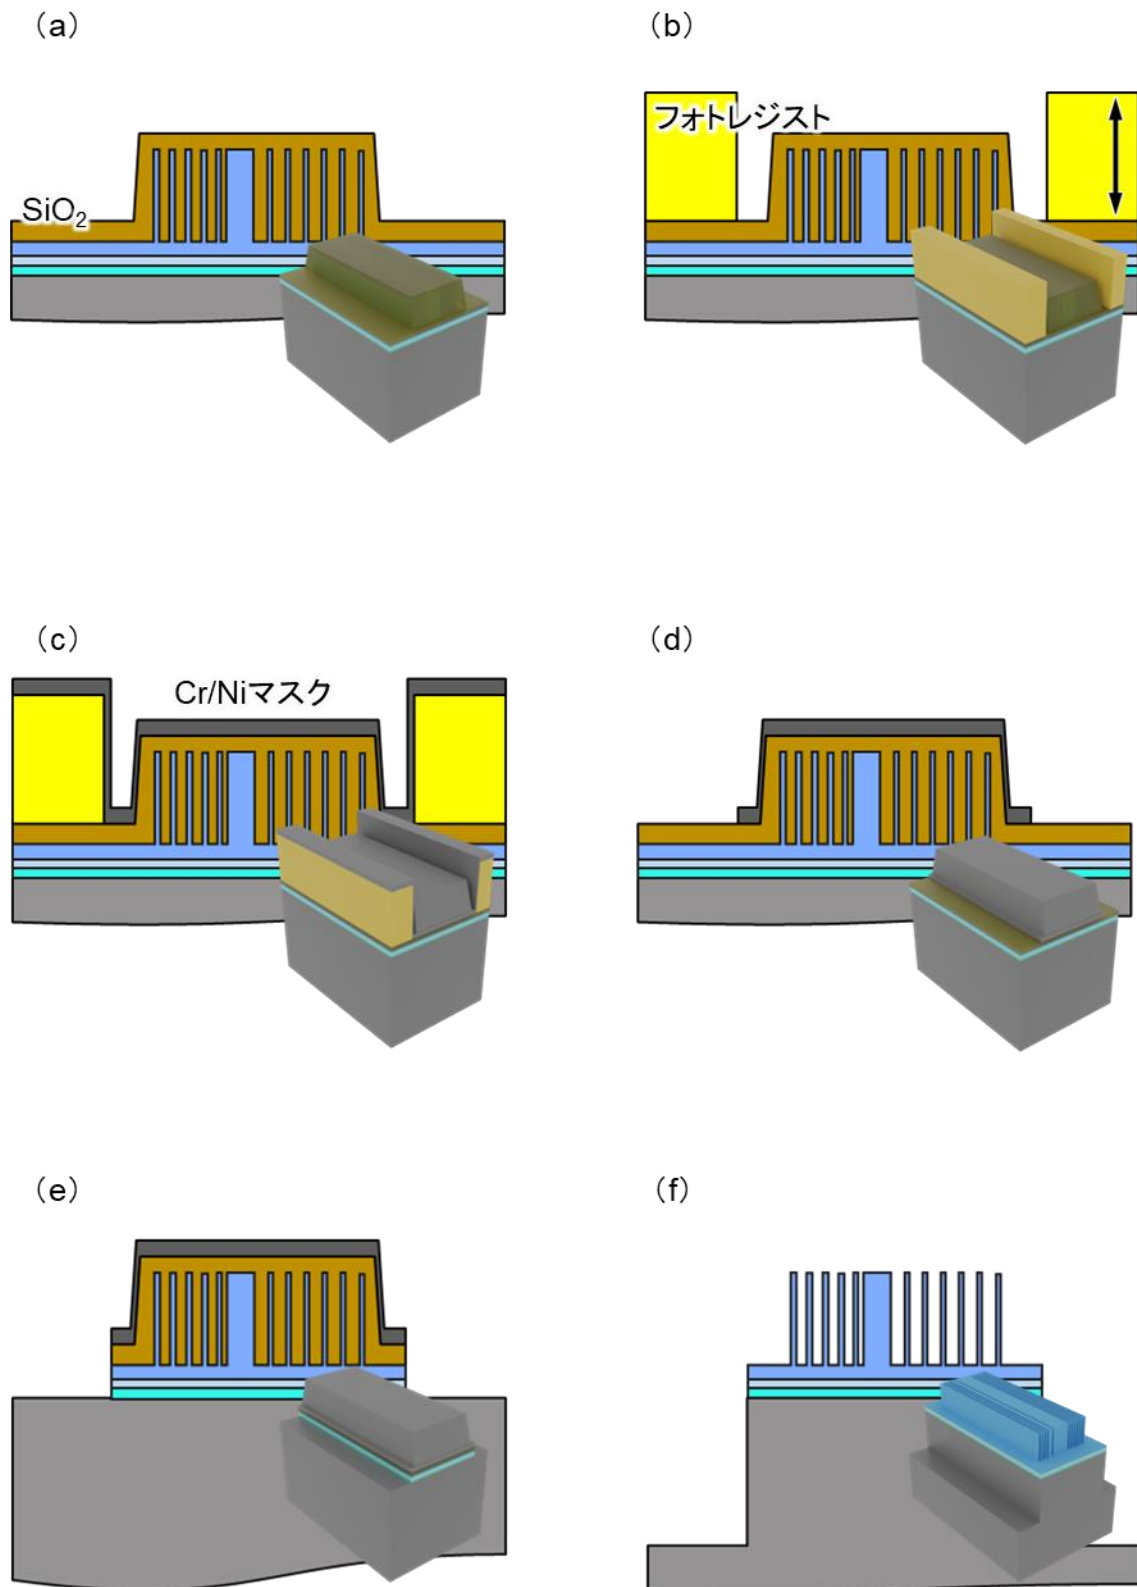 （a）
（b）
フォトレジスト
SiO₂
（c）
（d）
Cr/Niマスク
（e）
（f）